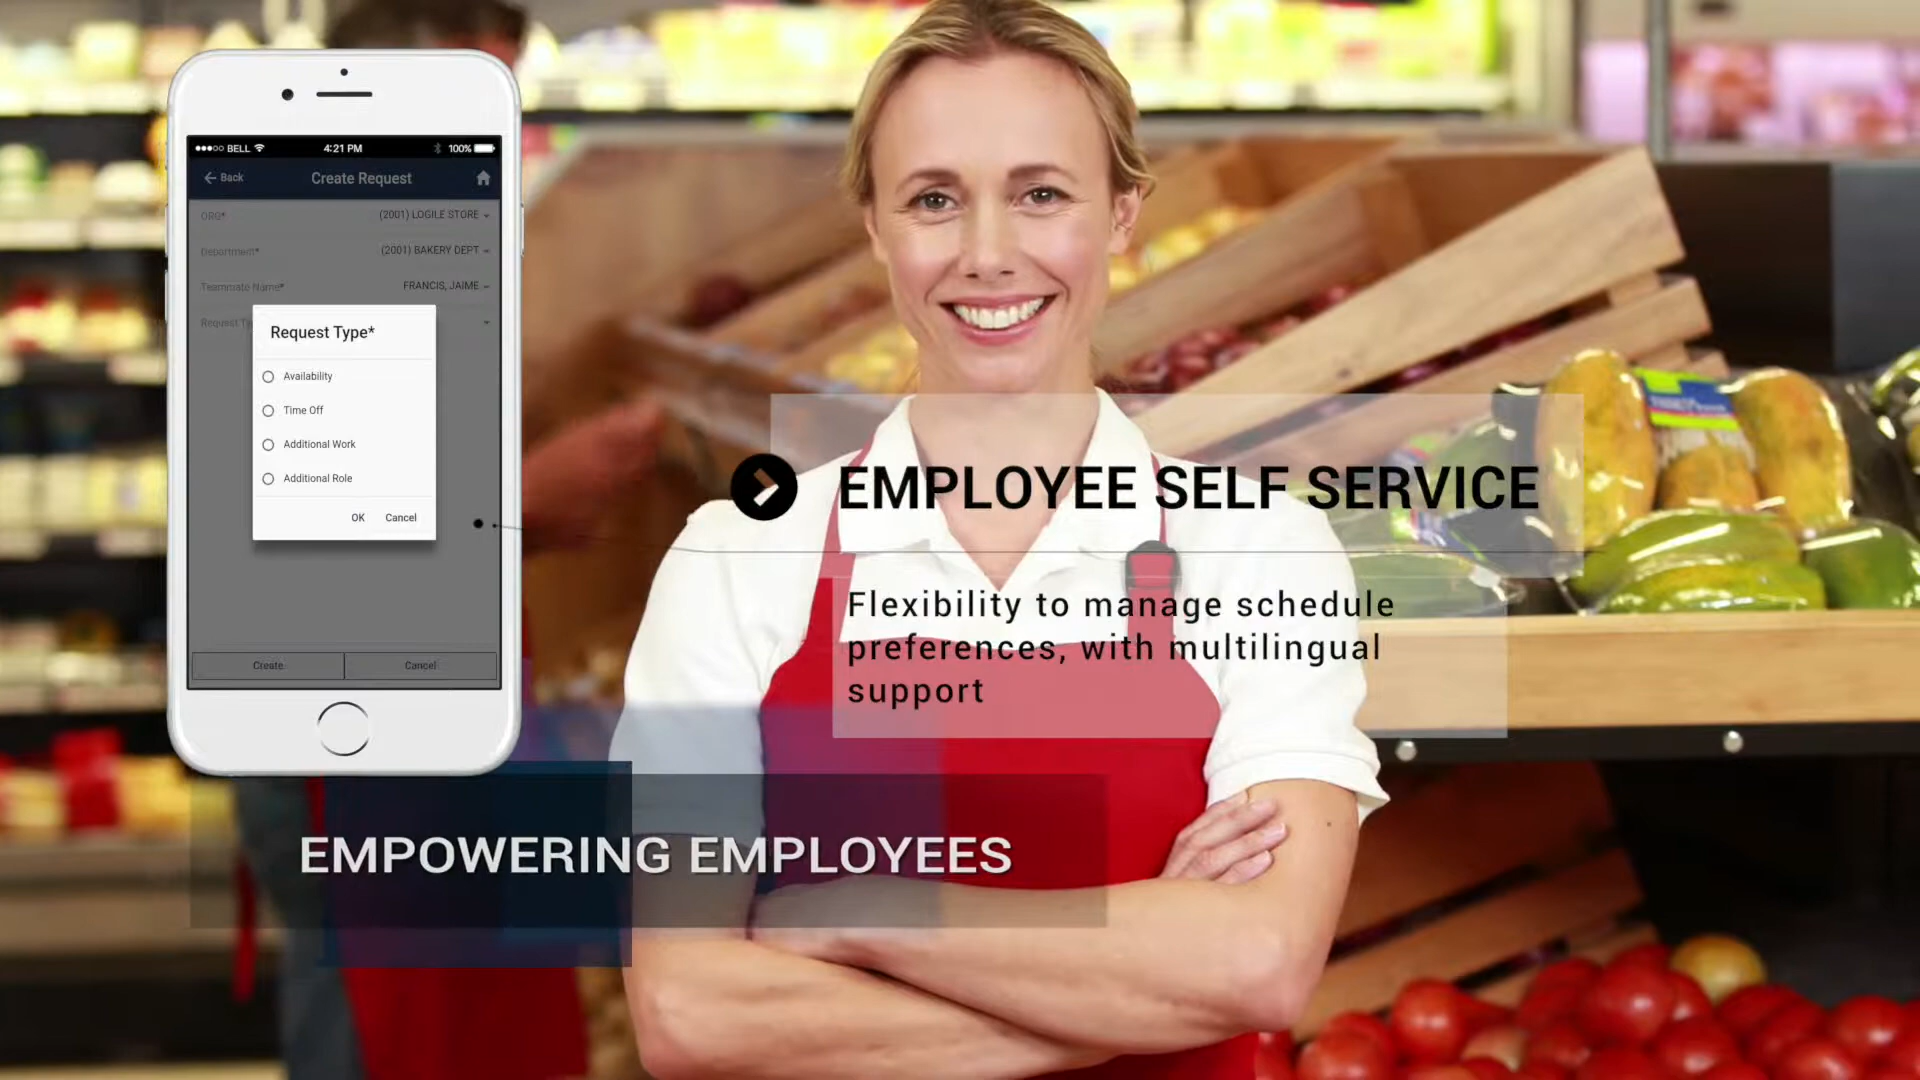 BELL
4:21 PM
100%
Back
Create Request
ORG*
(2001) LOGILE STORE
Department*
(2001) BAKERY DEPT
Teammate Name*
FRANCIS, JAIME
Request Ty
Request Type*
Availability
Time Off
Additional Work
Additional Role
OK Cancel
Create
Cancel
EMPLOYEE SELF SERVICE
Flexibility to manage schedule
preferences, with multilingual
support
EMPOWERING EMPLOYEES